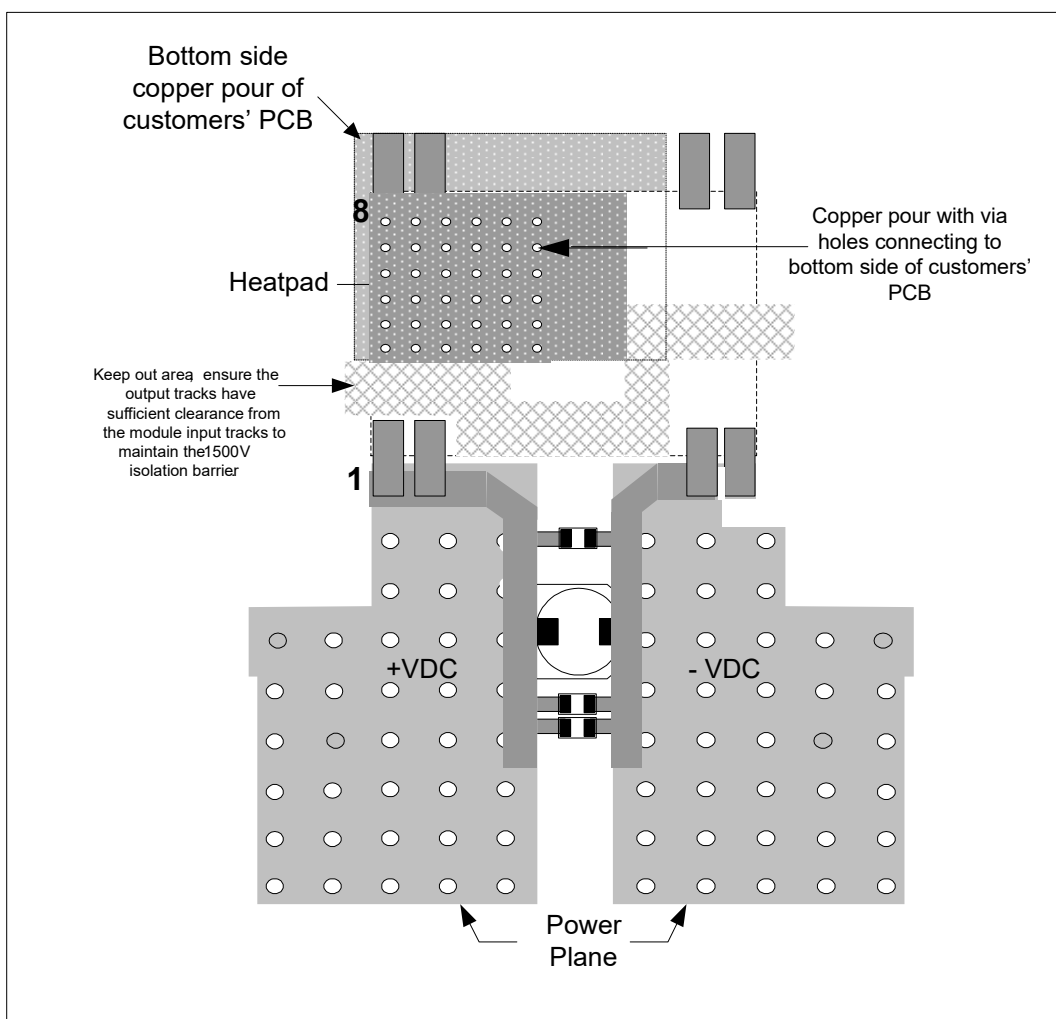 Bottom side
copper pour of
customers’ PCB
8
Copper pour with via
holes connecting to
bottom side of customers’
PCB
Heatpad
Keep out area, ensure the
output tracks have
sufficient clearance from
the module input tracks to
maintain the1500V
isolation barrier
1
+VDC
- VDC
Power
Plane